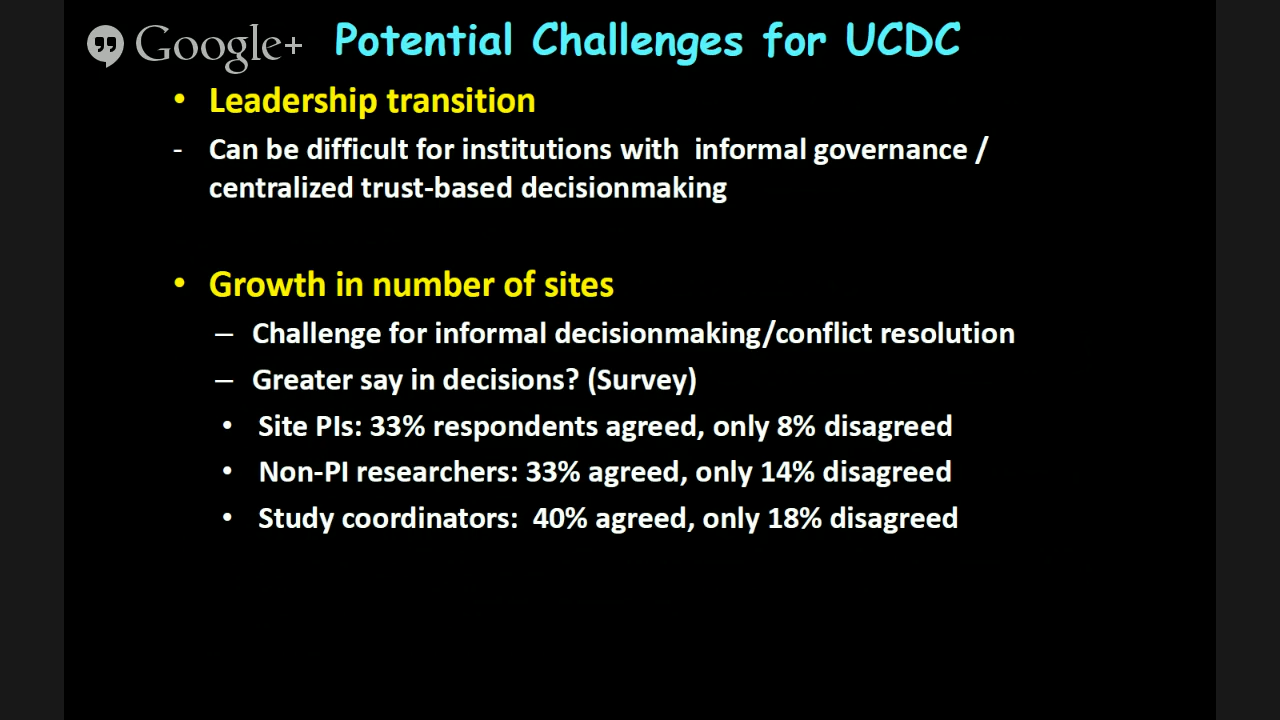 Google+ Potential Challenges for UCDC
• Leadership transition
- Can be difficult for institutions with informal governance /
centralized trust-based decisionmaking
• Growth in number of sites
– Challenge for informal decisionmaking/conflict resolution
– Greater say in decisions? (Survey)
• Site PIs: 33% respondents agreed, only 8% disagreed
• Non-PI researchers: 33% agreed, only 14% disagreed
• Study coordinators: 40% agreed, only 18% disagreed